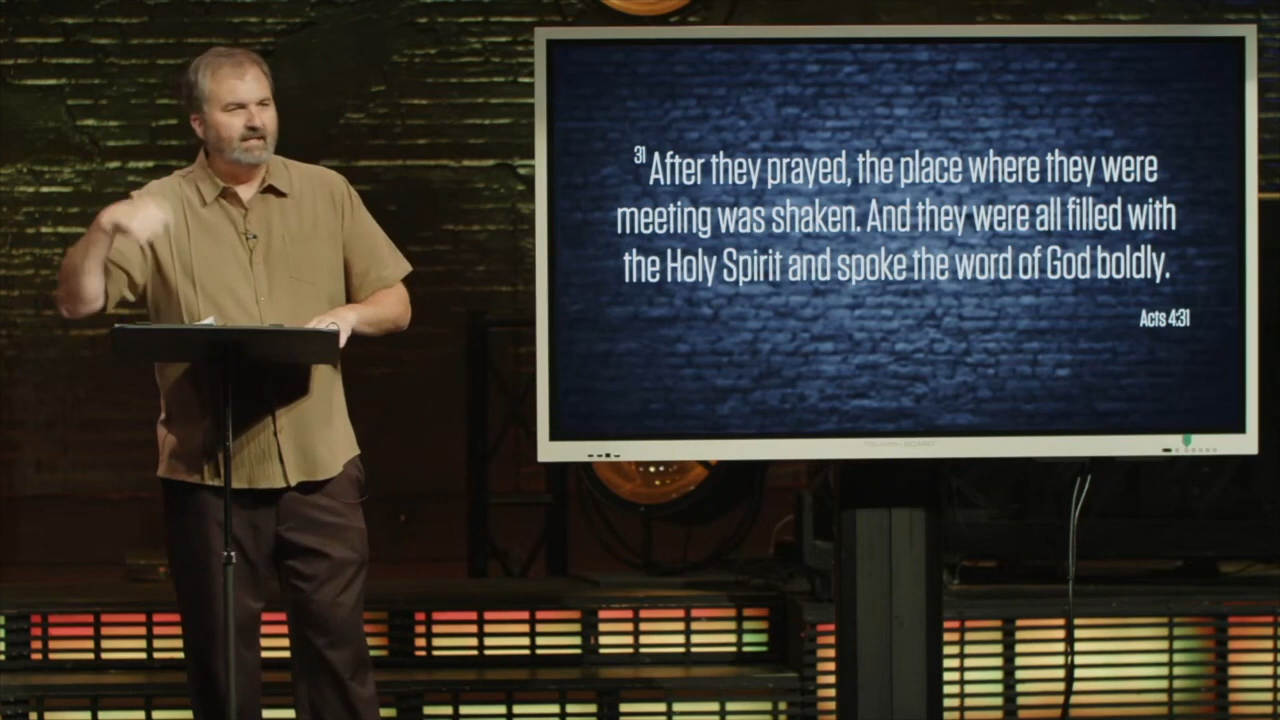 31 After they prayed, the place where they were
meeting was shaken. And they were all filled with
the Holy Spirit and spoke the word of God boldly.
Acts 4:31